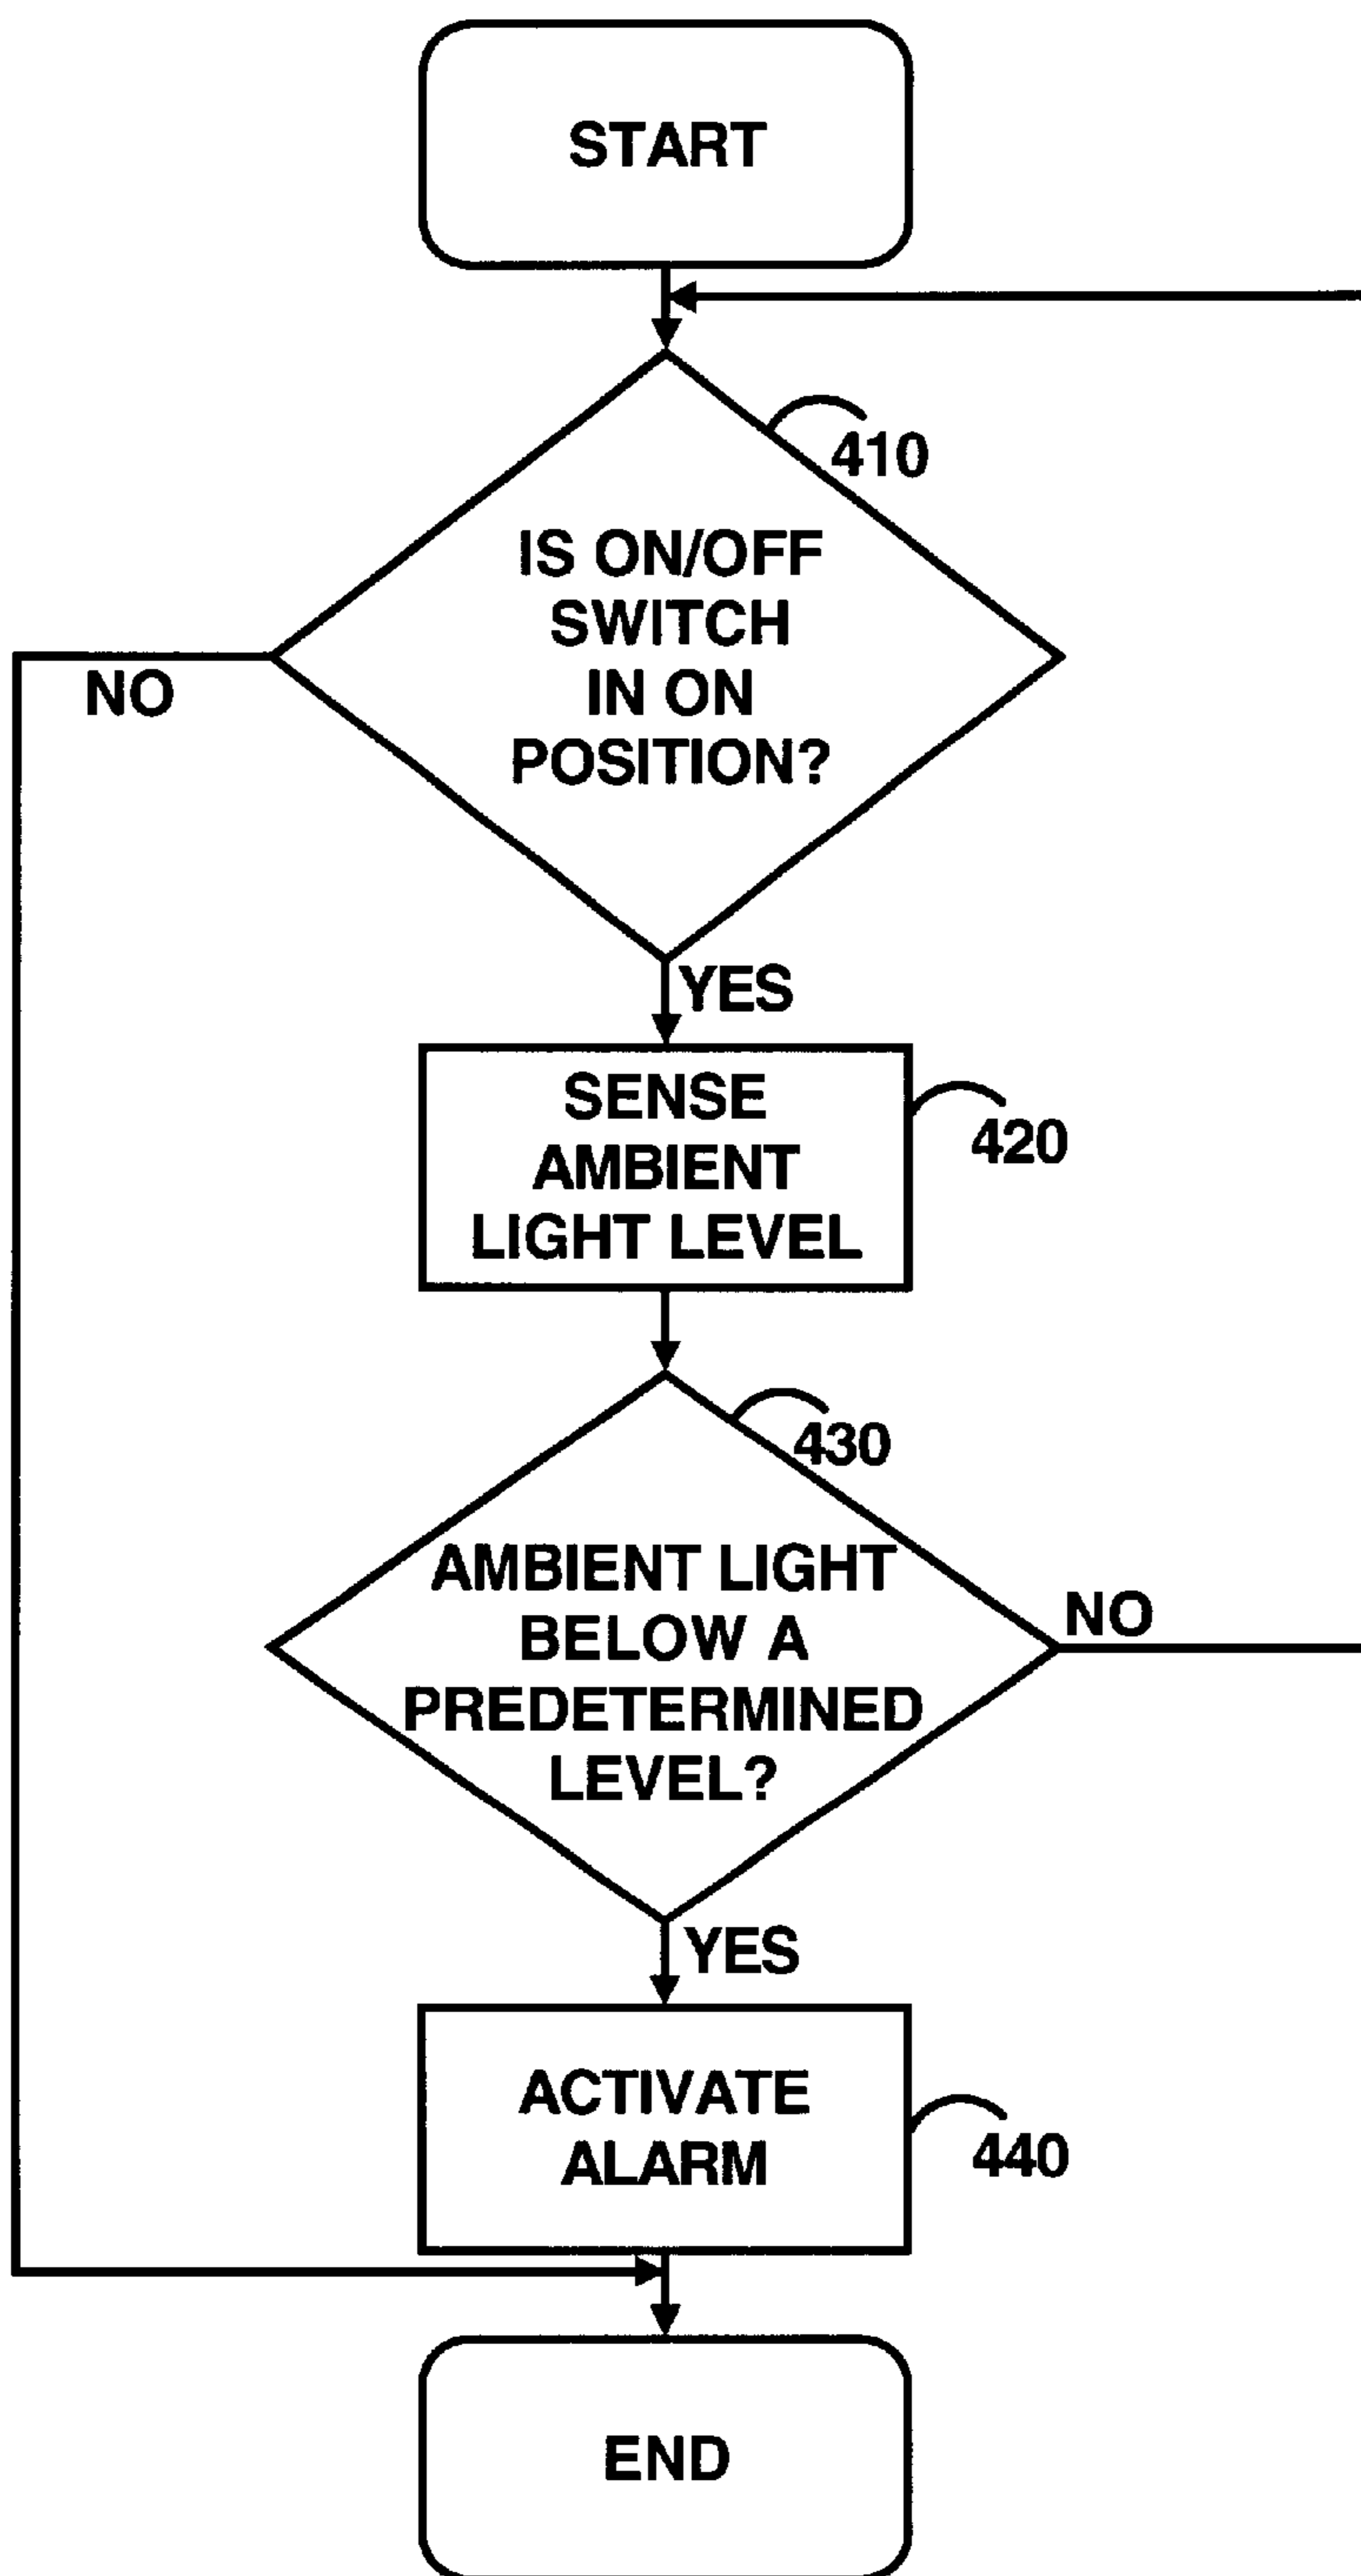 START
410
IS ON/OFF
SWITCH
IN ON
POSITION?
NO
YES
SENSE
AMBIENT
LIGHT LEVEL
420
430
AMBIENT LIGHT
BELOW A
PREDETERMINED
LEVEL?
NO
YES
ACTIVATE
ALARM
440
END